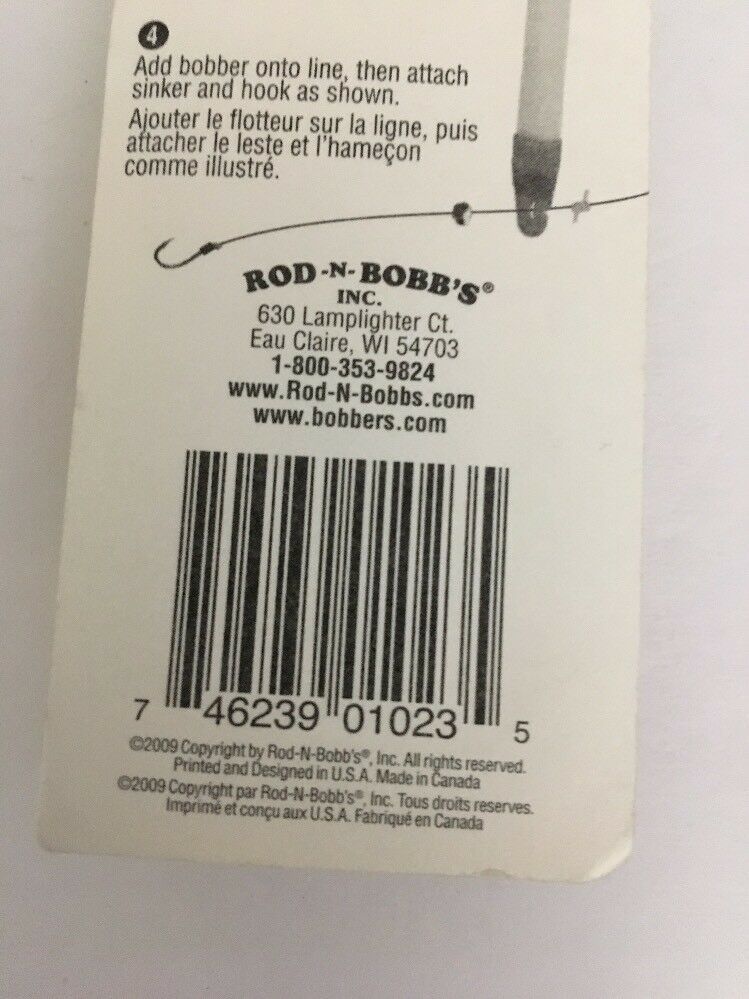 4
Add bobber onto line, then attach
sinker and hook as shown.
Ajouter le flotteur sur la ligne, puis
attacher le leste et l'hameçon
comme illustré.
ROD-N-BOBB'S®
INC.
630 Lamplighter Ct.
Eau Claire, WI 54703
1-800-353-9824
www.Rod-N-Bobbs.com
www.bobbers.com
7 46239 01023 5
©2009 Copyright by Rod-N-Bobb's®, Inc. All rights reserved.
Printed and Designed in U.S.A. Made in Canada
©2009 Copyright par Rod-N-Bobb's®, Inc. Tous droits reserves.
Imprimé et conçu aux U.S.A. Fabriqué en Canada